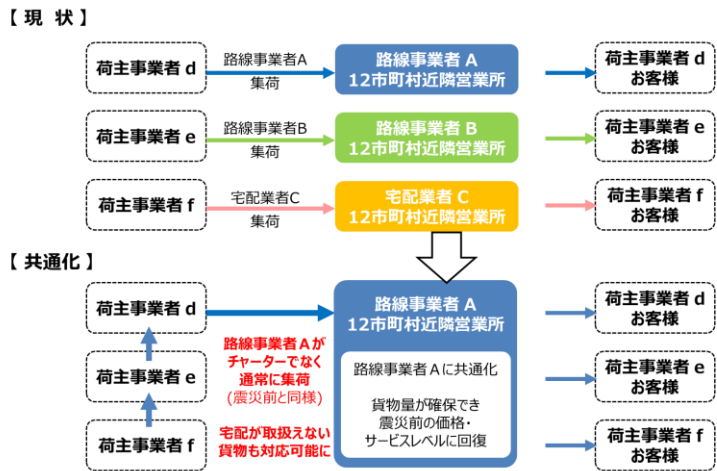 【 現 状 】
荷主事業者 d
路線事業者A
集荷
路線事業者 A
12市町村近隣営業所
荷主事業者 d
お客様
荷主事業者 e
路線事業者B
集荷
路線事業者 B
12市町村近隣営業所
荷主事業者 e
お客様
荷主事業者 f
宅配業者C
集荷
宅配業者 C
12市町村近隣営業所
荷主事業者 f
お客様
【 共通化 】
荷主事業者 d
荷主事業者 e
荷主事業者 f
路線事業者Aが
チャーターでなく
通常に集荷
(震災前と同様)
宅配が取扱えない
貨物も対応可能に
路線事業者 A
12市町村近隣営業所
路線事業者Aに共通化
貨物量が確保でき
震災前の価格・
サービスレベルに回復
荷主事業者 d
お客様
荷主事業者 e
お客様
荷主事業者 f
お客様